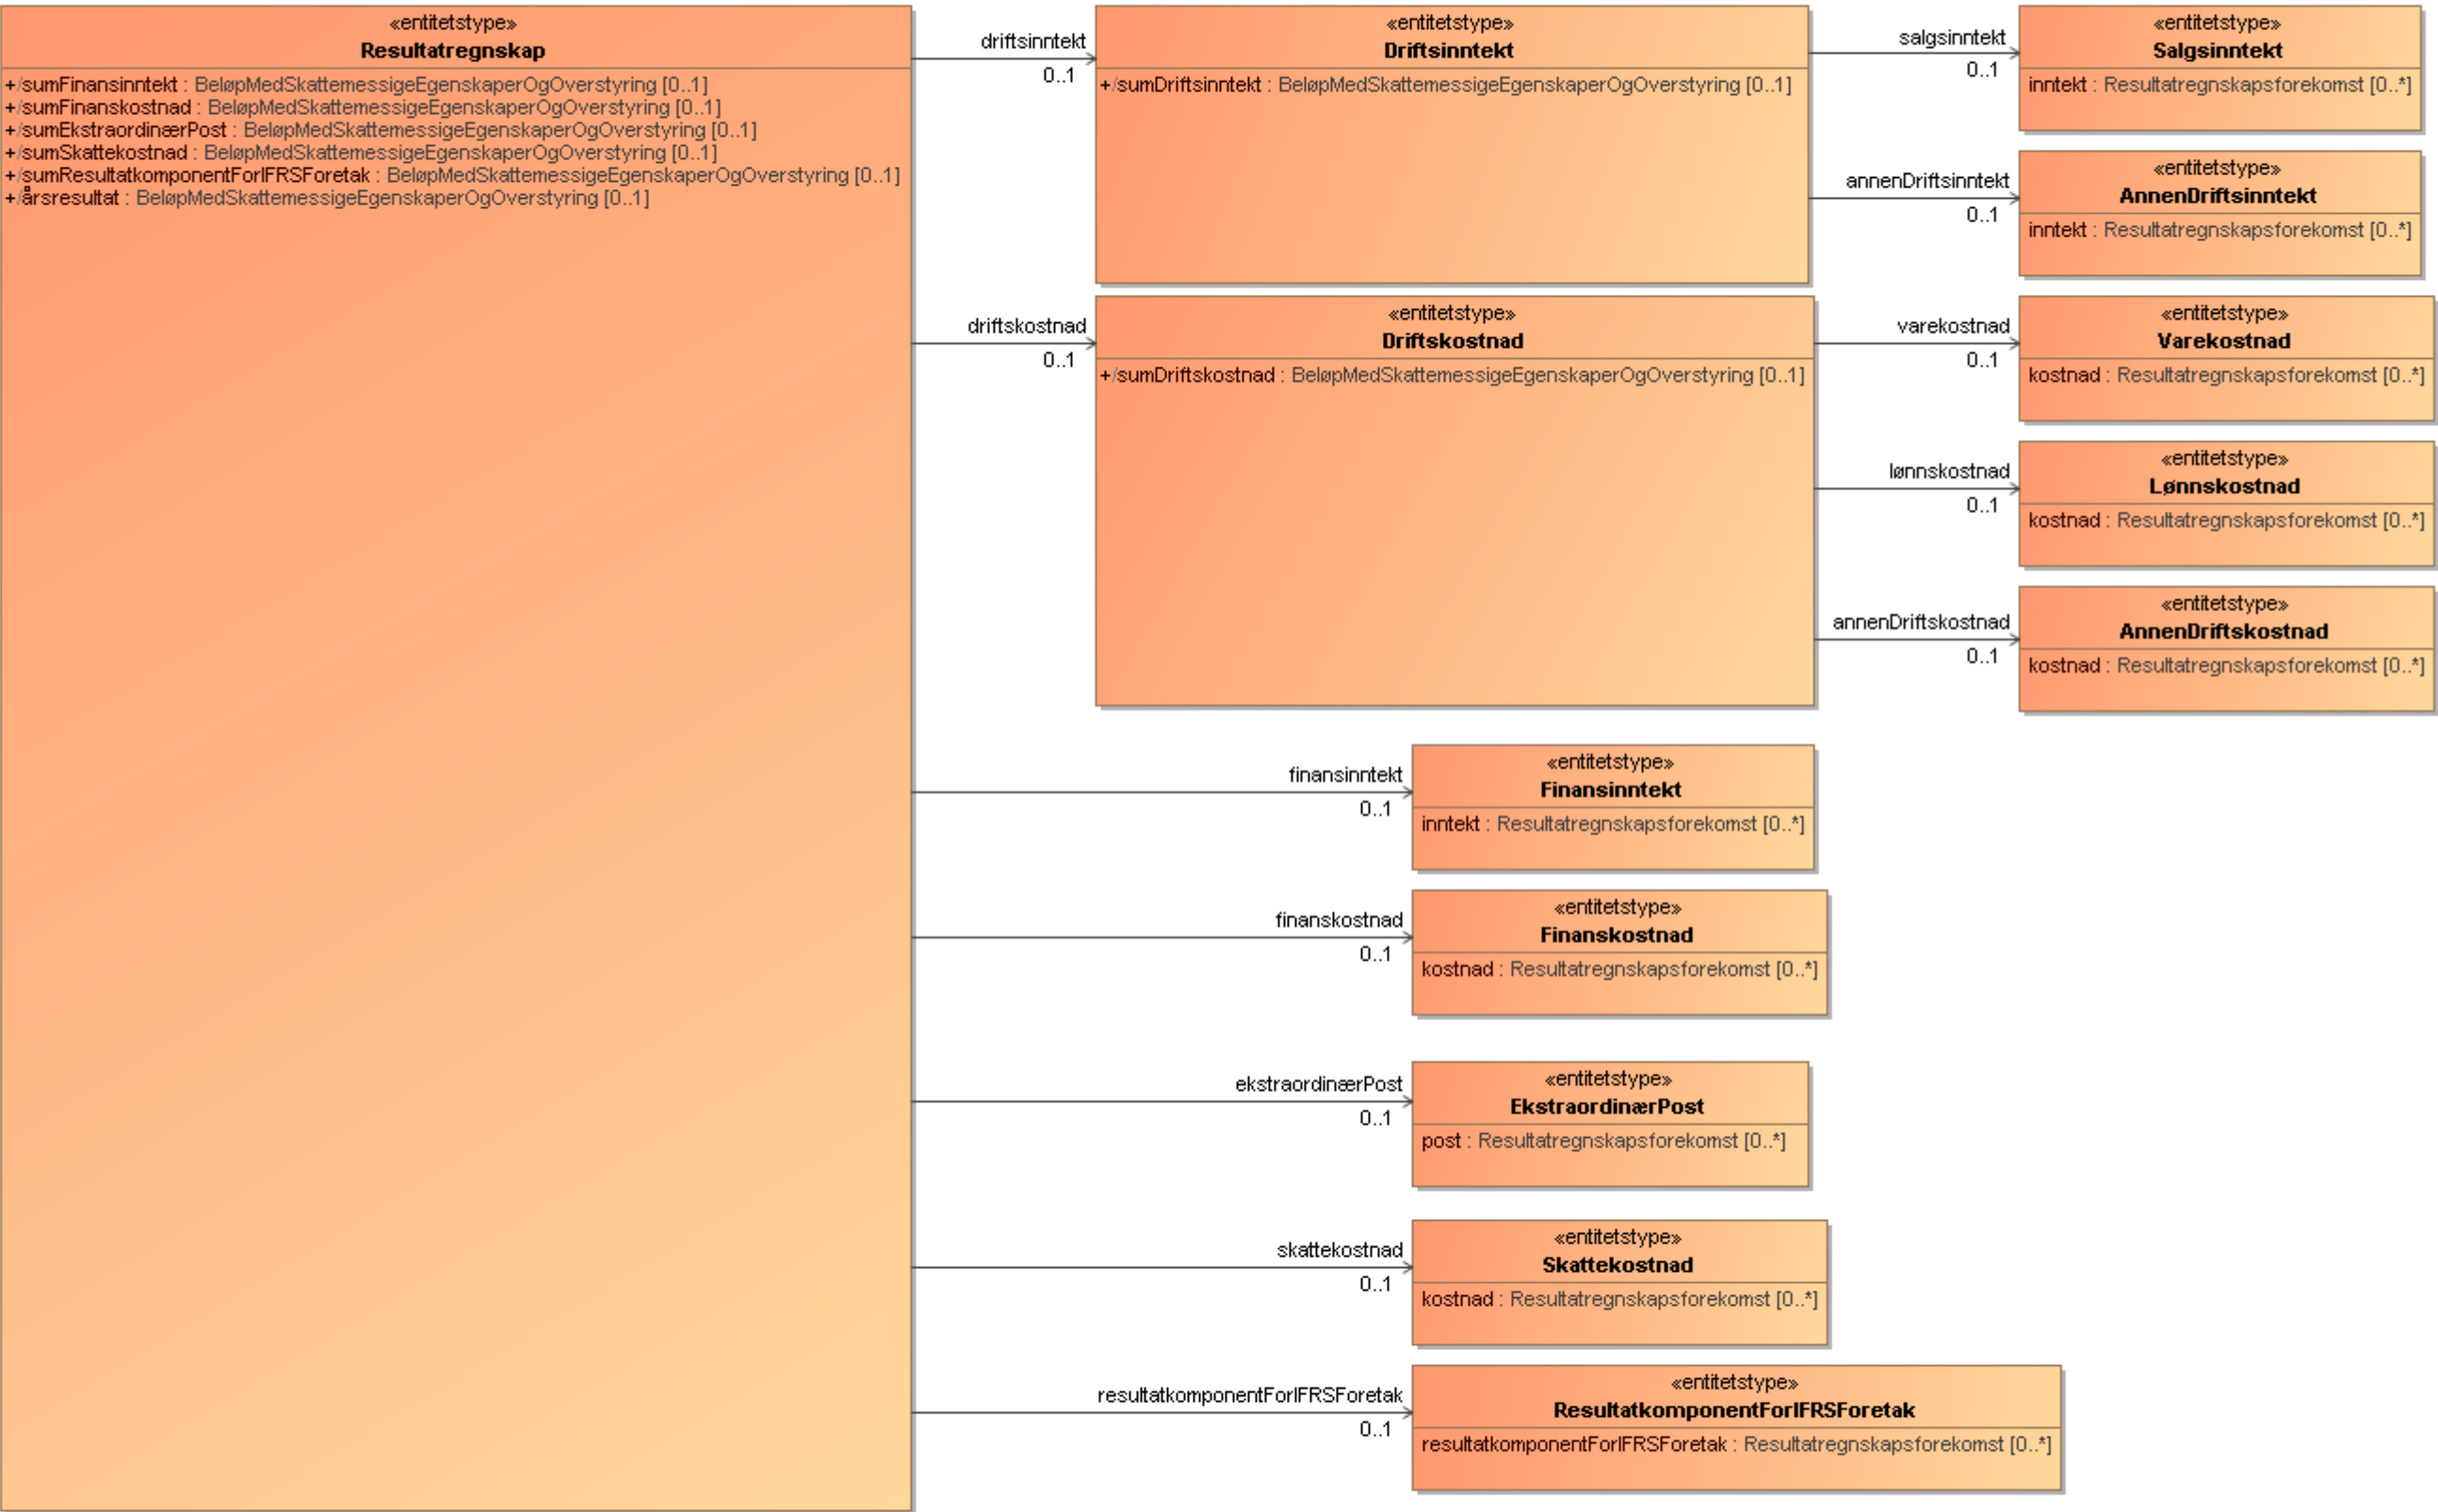 «entitetstype»
Resultatregnskap
+/sumFinansinntekt : BeløpMedSkattemessigeEgenskaperOgOverstyring [0..1]
+/sumFinanskostnad : BeløpMedSkattemessigeEgenskaperOgOverstyring [0..1]
+/sumEkstraordinærPost : BeløpMedSkattemessigeEgenskaperOgOverstyring [0..1]
+/sumSkattekostnad : BeløpMedSkattemessigeEgenskaperOgOverstyring [0..1]
+/sumResultatkomponentForIFRSForetak : BeløpMedSkattemessigeEgenskaperOgOverstyring [0..1]
+/årsresultat : BeløpMedSkattemessigeEgenskaperOgOverstyring [0..1]
driftsinntekt
0..1
«entitetstype»
Driftsinntekt
+/sumDriftsinntekt : BeløpMedSkattemessigeEgenskaperOgOverstyring [0..1]
salgsinntekt
0..1
«entitetstype»
Salgsinntekt
inntekt : Resultatregnskapsforekomst [0..*]
annenDriftsinntekt
0..1
«entitetstype»
AnnenDriftsinntekt
inntekt : Resultatregnskapsforekomst [0..*]
driftskostnad
0..1
«entitetstype»
Driftskostnad
+/sumDriftskostnad : BeløpMedSkattemessigeEgenskaperOgOverstyring [0..1]
varekostnad
0..1
«entitetstype»
Varekostnad
kostnad : Resultatregnskapsforekomst [0..*]
lønnskostnad
0..1
«entitetstype»
Lønnskostnad
kostnad : Resultatregnskapsforekomst [0..*]
annenDriftskostnad
0..1
«entitetstype»
AnnenDriftskostnad
kostnad : Resultatregnskapsforekomst [0..*]
finansinntekt
0..1
«entitetstype»
Finansinntekt
inntekt : Resultatregnskapsforekomst [0..*]
finanskostnad
0..1
«entitetstype»
Finanskostnad
kostnad : Resultatregnskapsforekomst [0..*]
ekstraordinærPost
0..1
«entitetstype»
EkstraordinærPost
post : Resultatregnskapsforekomst [0..*]
skattekostnad
0..1
«entitetstype»
Skattekostnad
kostnad : Resultatregnskapsforekomst [0..*]
resultatkomponentForIFRSForetak
0..1
«entitetstype»
ResultatkomponentForIFRSForetak
resultatkomponentForIFRSForetak : Resultatregnskapsforekomst [0..*]